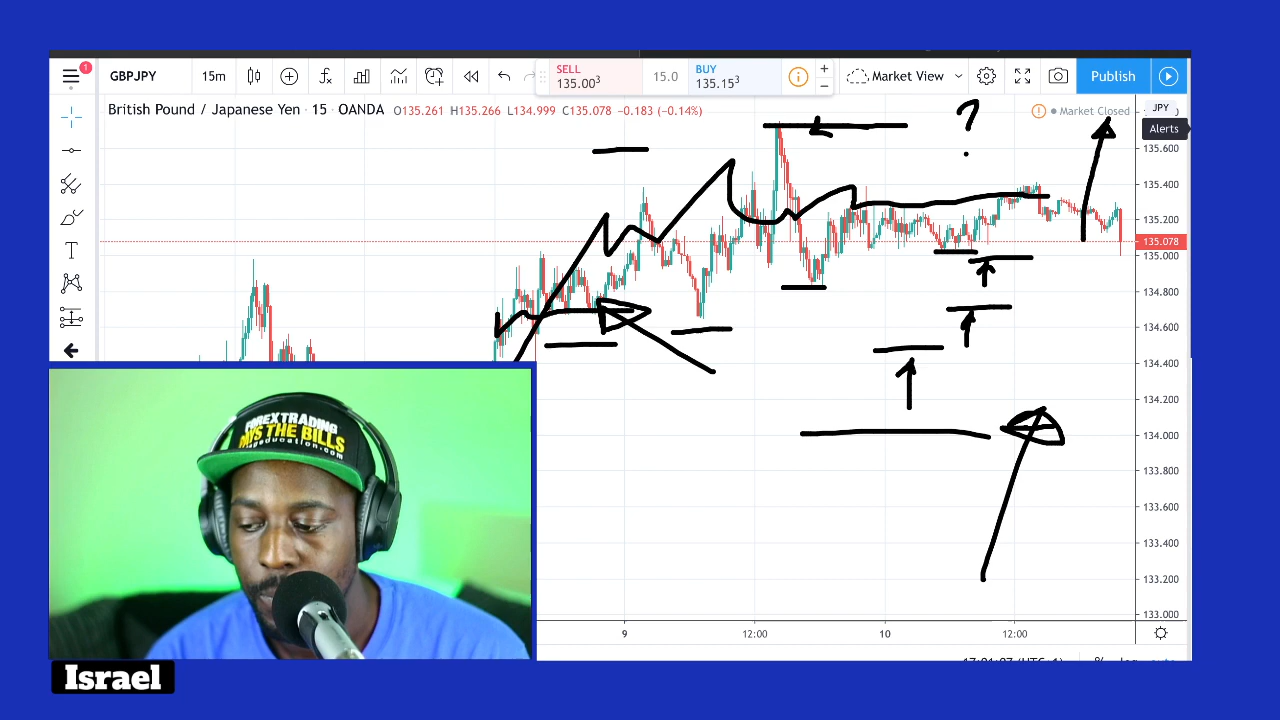 GBPJPY 15m SELL 135.00³ 15.0 BUY 135.15³ Market View Publish
British Pound / Japanese Yen · 15 · OANDA O135.261 H135.266 L134.999 C135.078 −0.183 (−0.14%) Market Closed JPY
Alerts
?
135.600
135.400
135.200
135.078
135.000
134.800
134.600
134.400
134.200
134.000
133.800
133.600
133.400
133.200
133.000
9 12:00 10 12:00
FOREX TRADING
PAYS THE BILLS
Israel